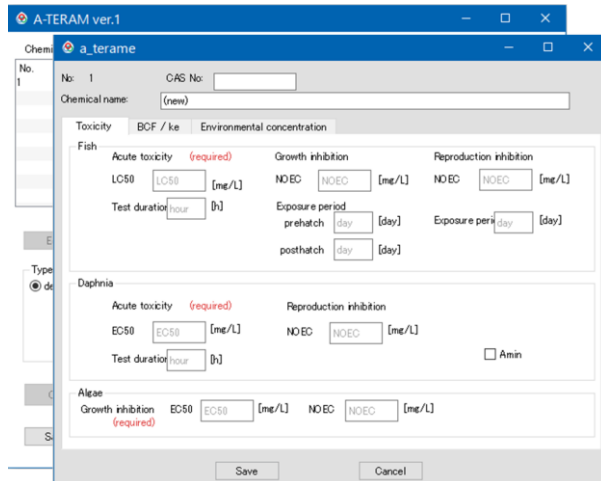 A-TERAM ver.1
Chemi
No.
1
a_terame
No: 1 CAS No:
Chemical name: (new)
Toxicity BCF / ke Environmental concentration
Fish
Acute toxicity (required) Growth inhibition Reproduction inhibition
LC50 LC50 [mg/L] NOEC NOEC [mg/L] NOEC NOEC [mg/L]
Test duration hour [h] Exposure period
prehatch day [day] Exposure peri day [day]
posthatch day [day]
Daphnia
Acute toxicity (required) Reproduction inhibition
EC50 EC50 [mg/L] NOEC NOEC [mg/L]
Test duration hour [h] Amin
Algae
Growth inhibition EC50 EC50 [mg/L] NOEC NOEC [mg/L]
(required)
Save Cancel
E
Type
de
S